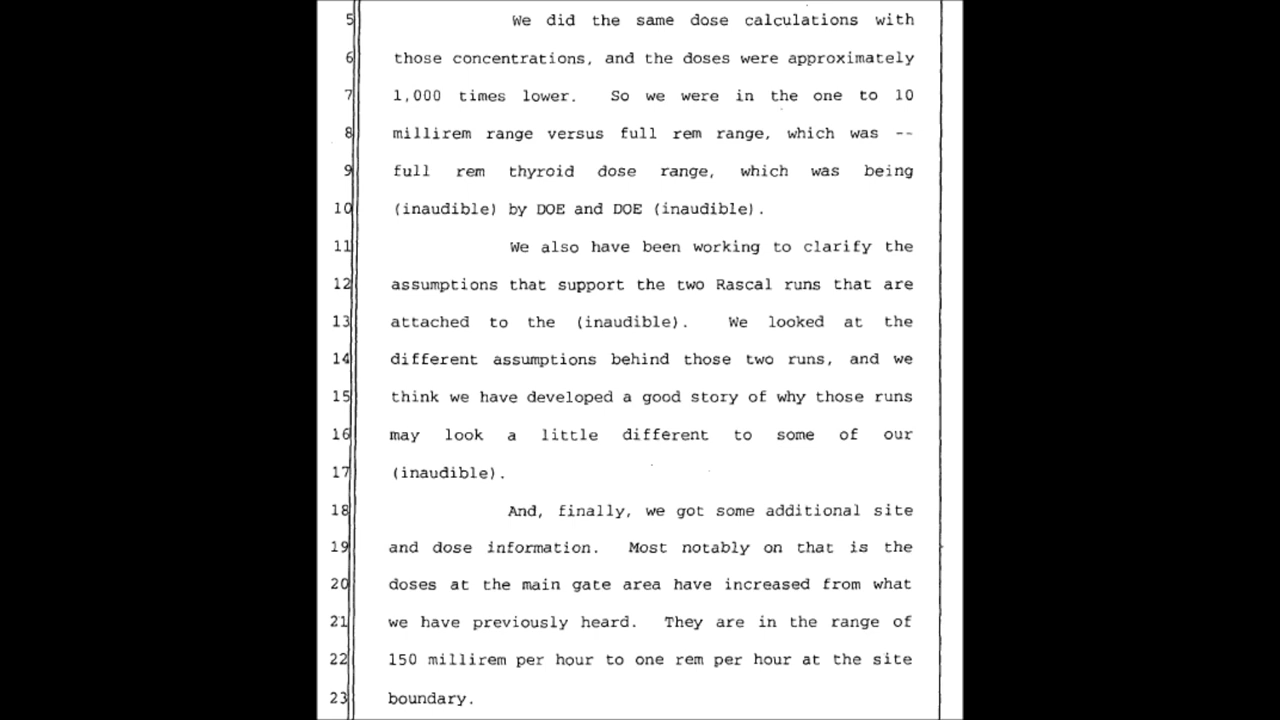 5 We did the same dose calculations with
6 those concentrations, and the doses were approximately
7 1,000 times lower. So we were in the one to 10
8 millirem range versus full rem range, which was --
9 full rem thyroid dose range, which was being
10 (inaudible) by DOE and DOE (inaudible).
11 We also have been working to clarify the
12 assumptions that support the two Rascal runs that are
13 attached to the (inaudible). We looked at the
14 different assumptions behind those two runs, and we
15 think we have developed a good story of why those runs
16 may look a little different to some of our
17 (inaudible).
18 And, finally, we got some additional site
19 and dose information. Most notably on that is the
20 doses at the main gate area have increased from what
21 we have previously heard. They are in the range of
22 150 millirem per hour to one rem per hour at the site
23 boundary.